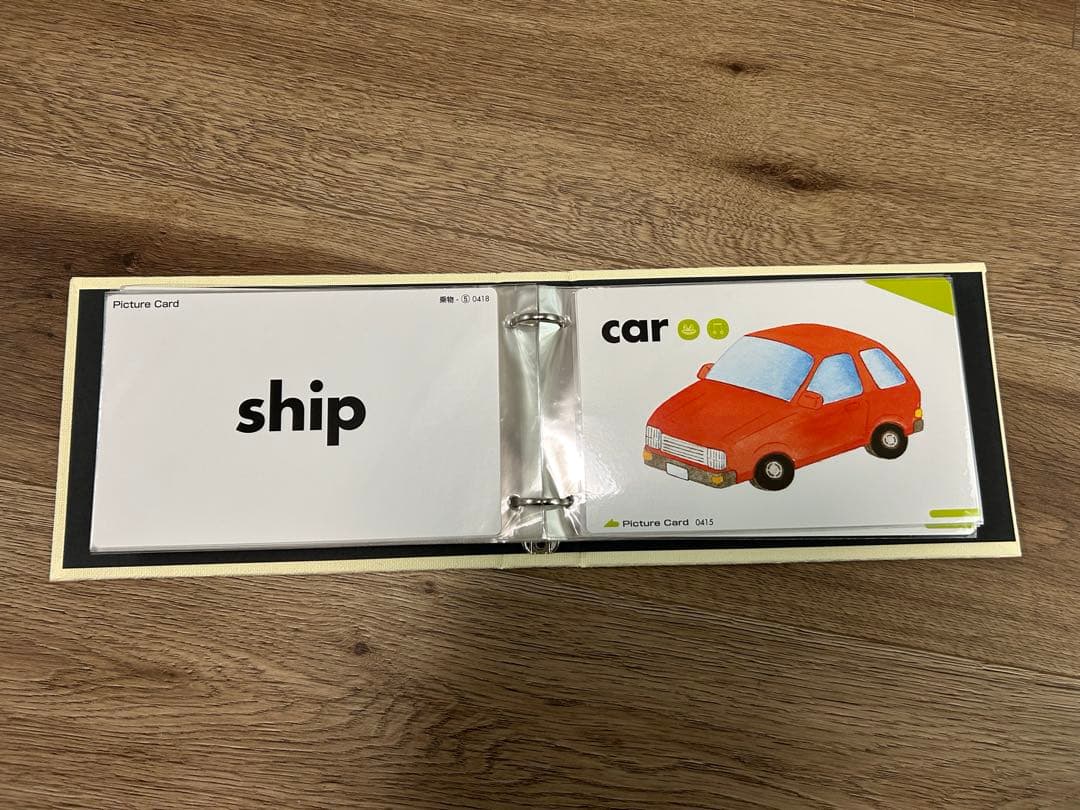 Picture Card
乗物 - ⑤ 0418
ship
car
Picture Card 0415